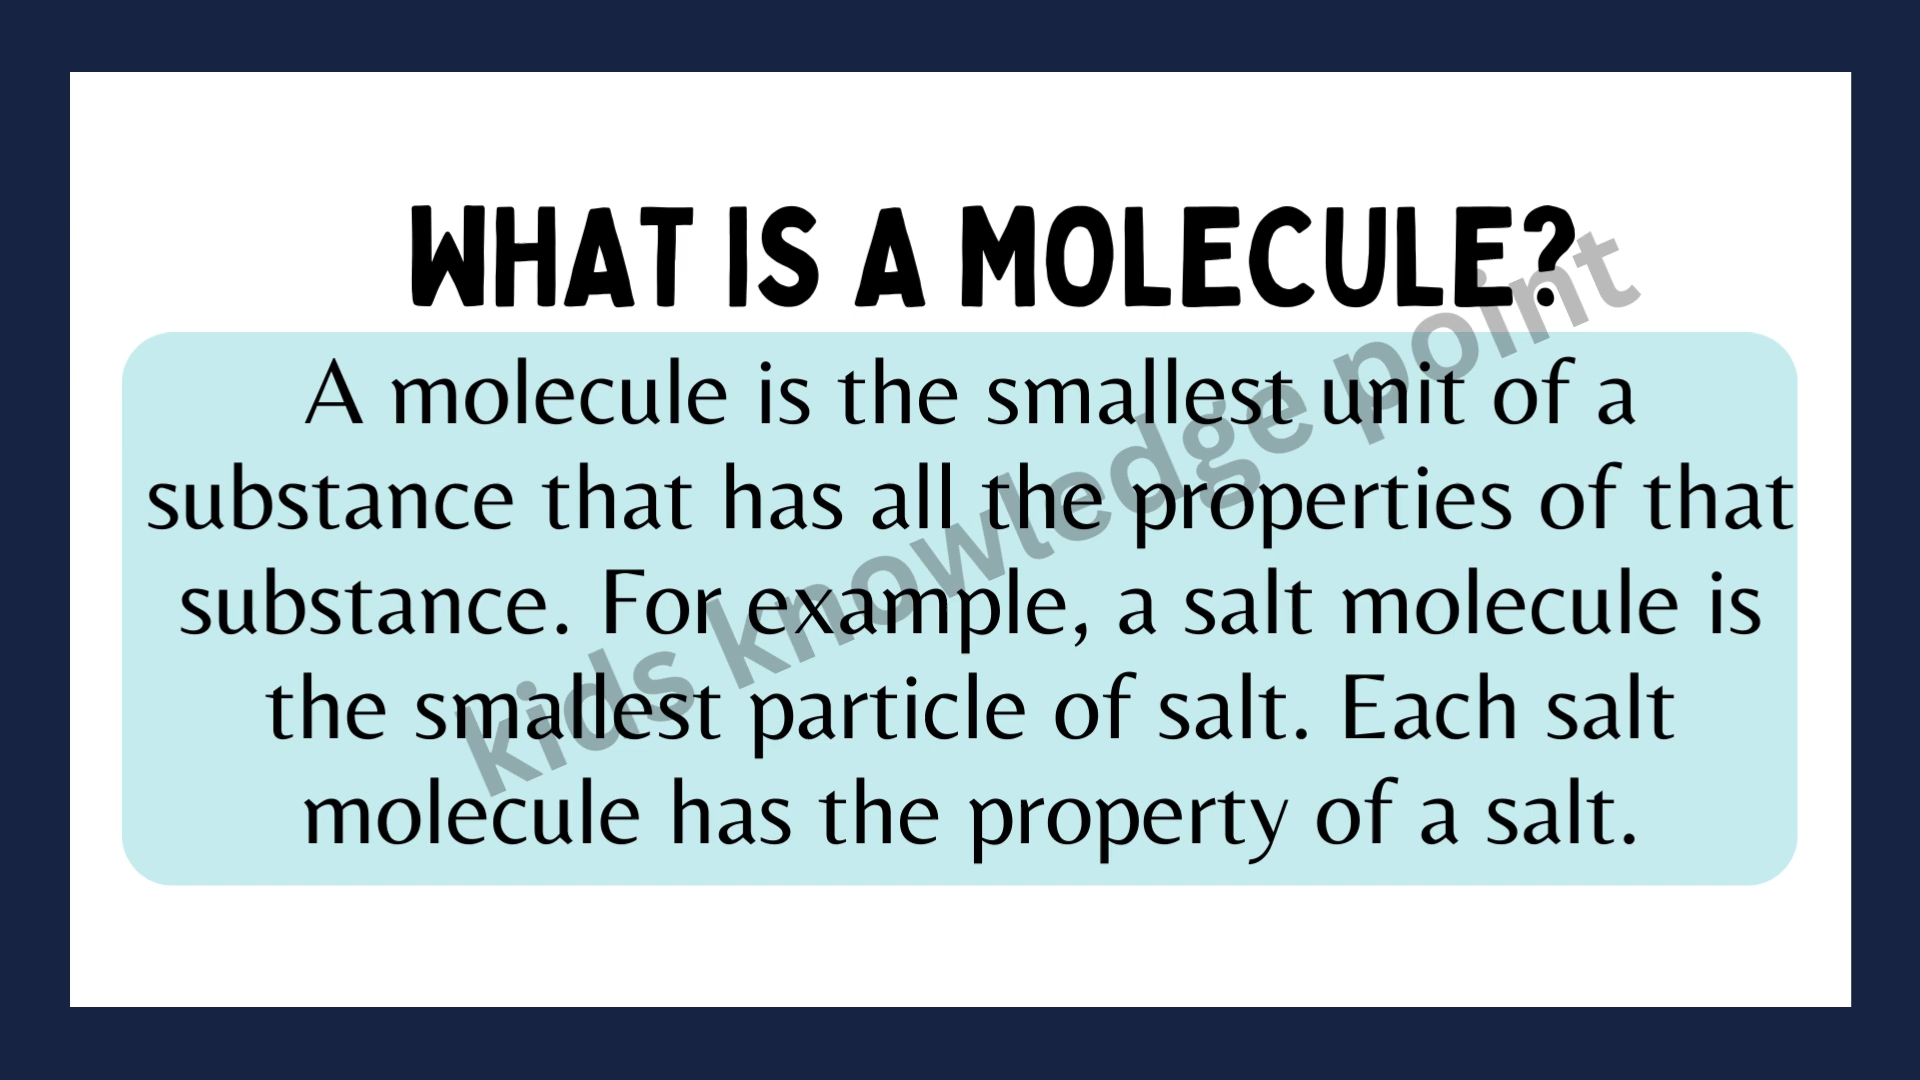 WHAT IS A MOLECULE?
A molecule is the smallest unit of a
substance that has all the properties of that
substance. For example, a salt molecule is
the smallest particle of salt. Each salt
molecule has the property of a salt.
kids knowledge point